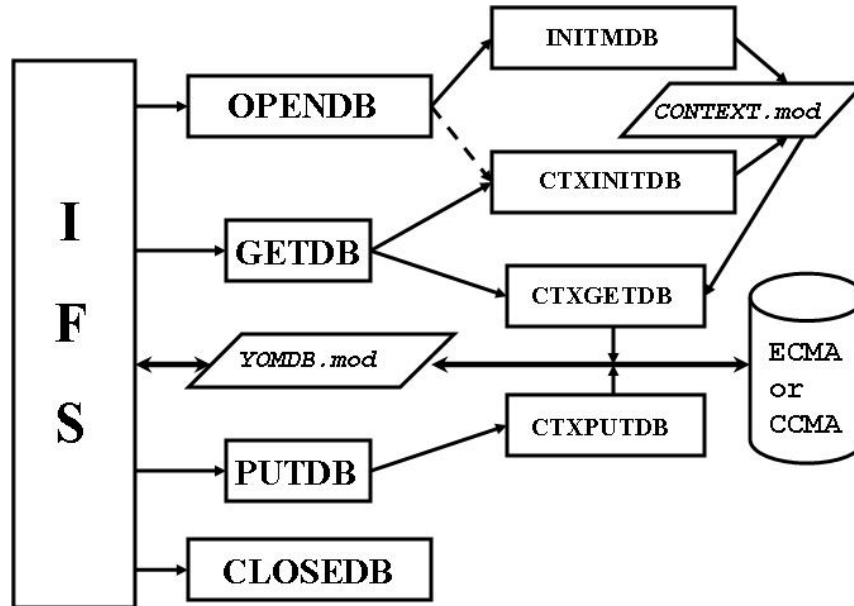 INITMDB
OPENDB
CONTEXT.mod
CTXINITDB
I
F
S
GETDB
CTXGETDB
YOMDB.mod
ECMA
or
CCMA
CTXPUTDB
PUTDB
CLOSEDB